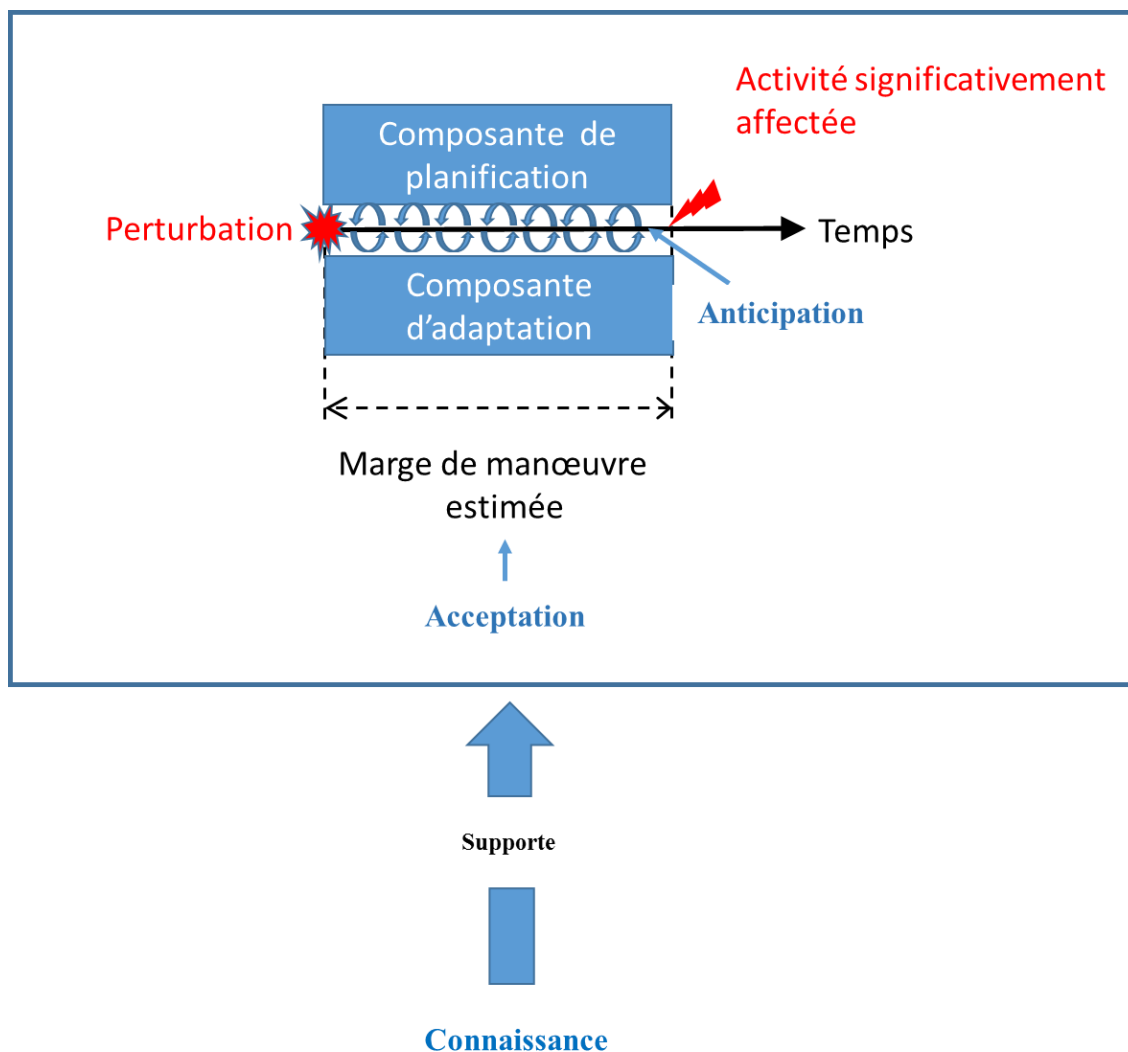 Activité significativement
affectée
Composante de
planification
Perturbation
Temps
Composante
d’adaptation
Anticipation
Marge de manœuvre
estimée
Acceptation
Supporte
Connaissance